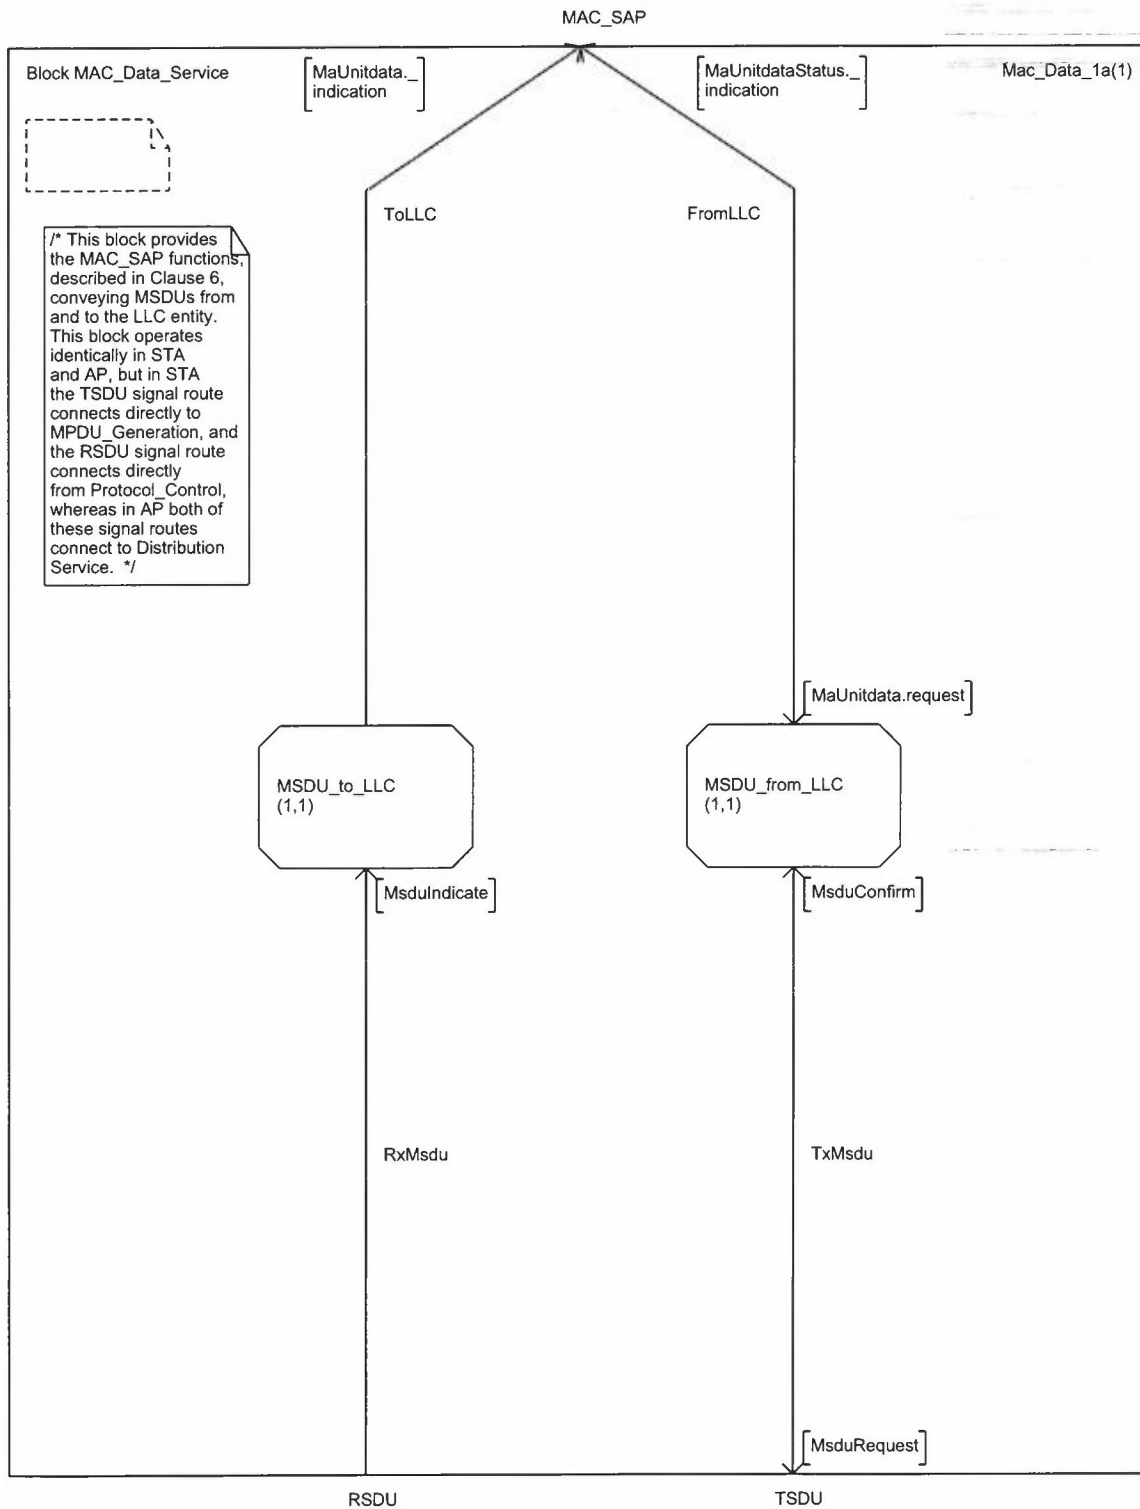 MAC_SAP
Block MAC_Data_Service
MaUnitdata._
indication
MaUnitdataStatus._
indication
Mac_Data_1a(1)
ToLLC
FromLLC
/* This block provides
the MAC_SAP functions,
described in Clause 6,
conveying MSDUs from
and to the LLC entity.
This block operates
identically in STA
and AP, but in STA
the TSDU signal route
connects directly to
MPDU_Generation, and
the RSDU signal route
connects directly
from Protocol_Control,
whereas in AP both of
these signal routes
connect to Distribution
Service. */
MaUnitdata.request
MSDU_to_LLC
(1,1)
MSDU_from_LLC
(1,1)
MsduIndicate
MsduConfirm
RxMsdu
TxMsdu
MsduRequest
RSDU
TSDU